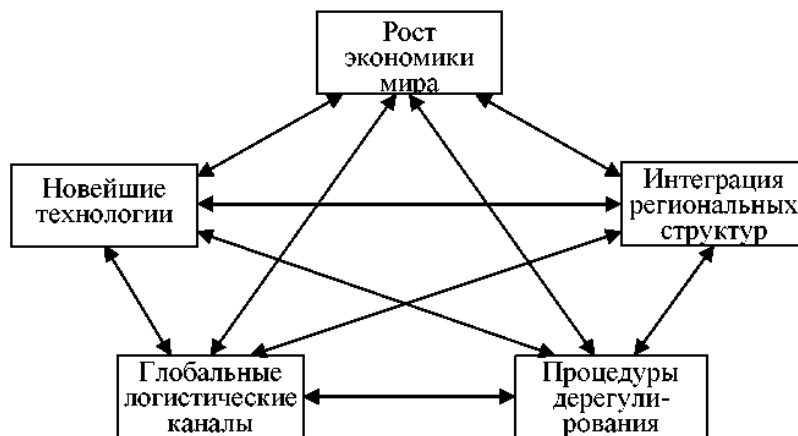 Рост
экономики
мира
Новейшие
технологии
Интеграция
региональных
структур
Глобальные
логистические
каналы
Процедуры
дерегули-
рования